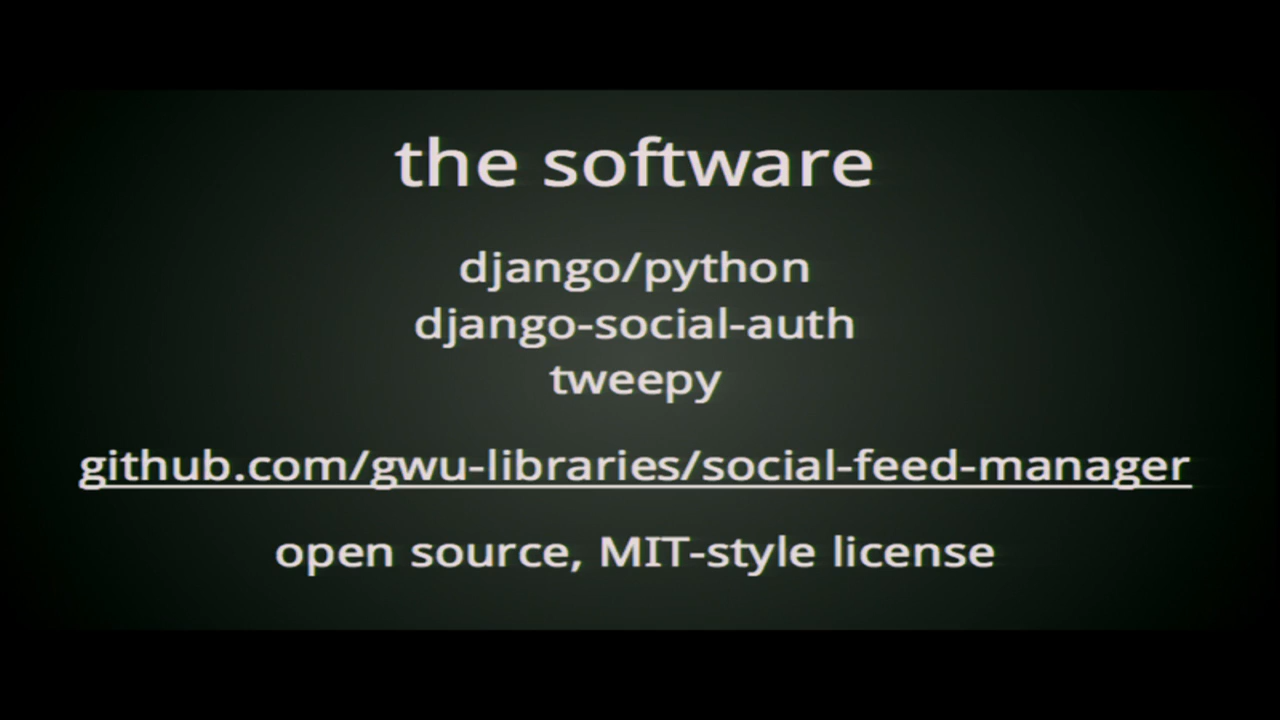 the software
django/python
django-social-auth
tweepy
github.com/gwu-libraries/social-feed-manager
open source, MIT-style license